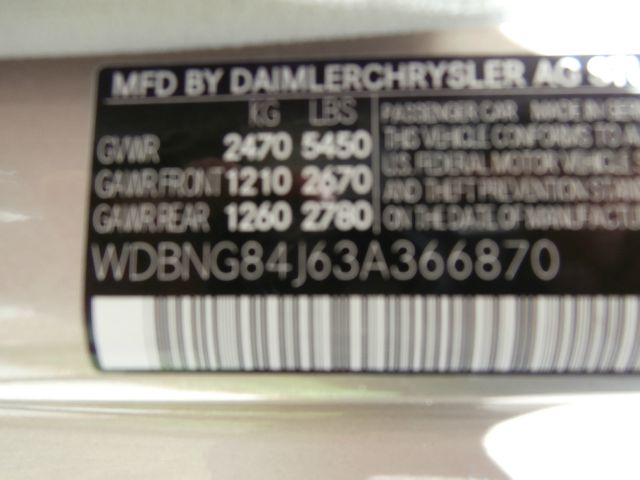 MFD BY DAIMLERCHRYSLER AG
KG LBS
GVWR 2470 5450
GAWR FRONT 1210 2670
GAWR REAR 1260 2780
PASSENGER CAR MADE IN
THIS VEHICLE CONFORMS TO
U.S. FEDERAL MOTOR VEHICLE
AND THEFT PREVENTION
ON THE DATE OF
WDBNG84J63A366870